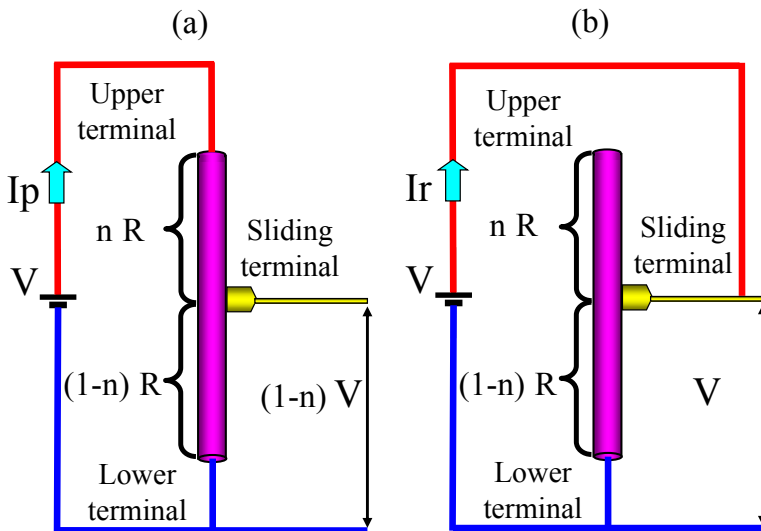 (a)
Upper
terminal
Ip
n R
Sliding
terminal
V
(1-n) R
(1-n) V
Lower
terminal
(b)
Upper
terminal
Ir
n R
Sliding
terminal
V
(1-n) R
V
Lower
terminal